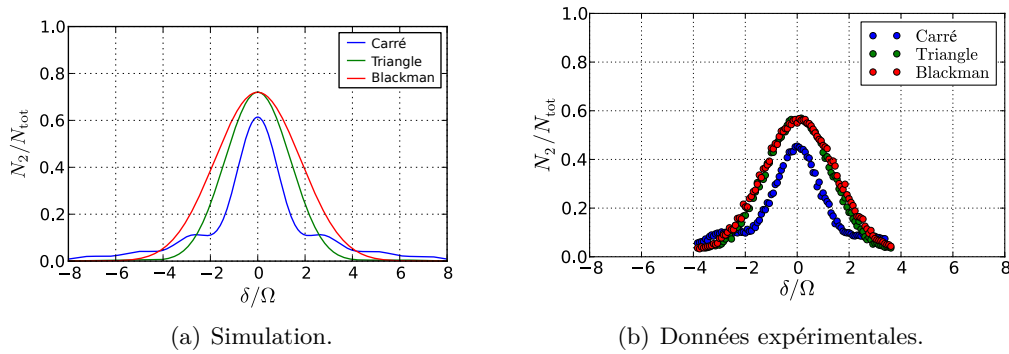 1.0
0.8
0.6
0.4
0.2
0.0
N₂/N_tot
Carré
Triangle
Blackman
−8 −6 −4 −2 0 2 4 6 8
δ/Ω
(a) Simulation.
1.0
0.8
0.6
0.4
0.2
0.0
N₂/N_tot
Carré
Triangle
Blackman
−8 −6 −4 −2 0 2 4 6 8
δ/Ω
(b) Données expérimentales.